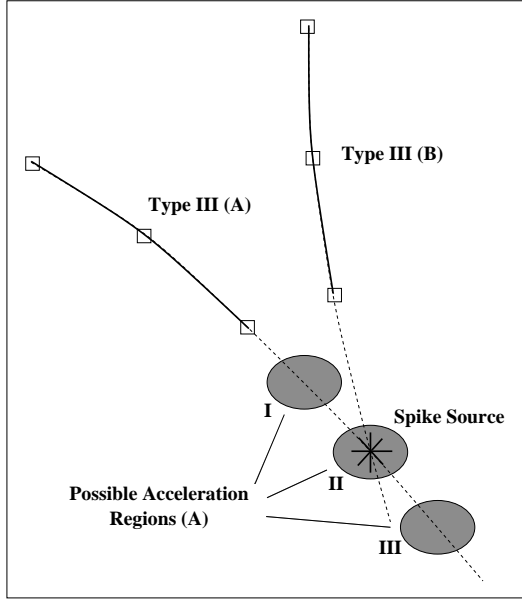 Type III (B)
Type III (A)
I
Spike Source
II
Possible Acceleration
Regions (A)
III